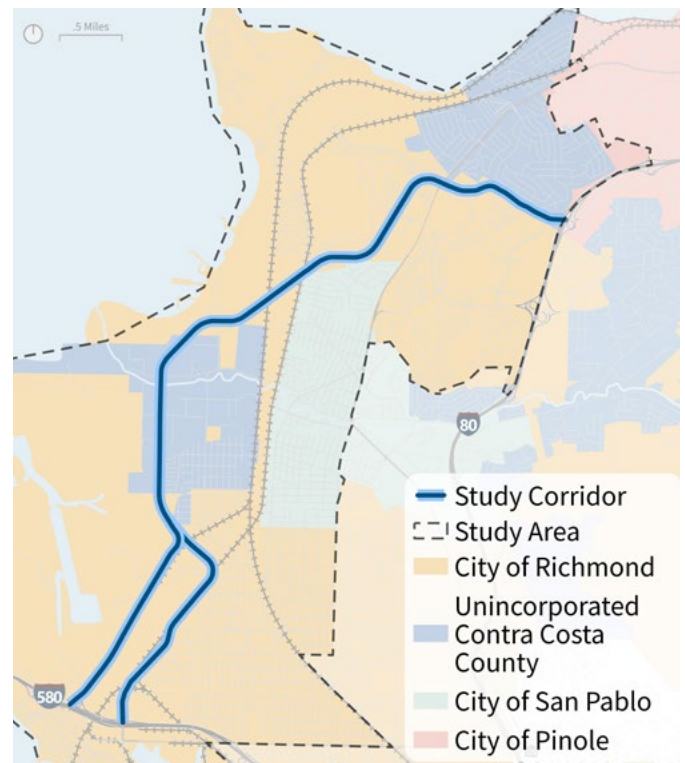 .5 Miles
80
Study Corridor
Study Area
City of Richmond
Unincorporated
Contra Costa
County
City of San Pablo
City of Pinole
580